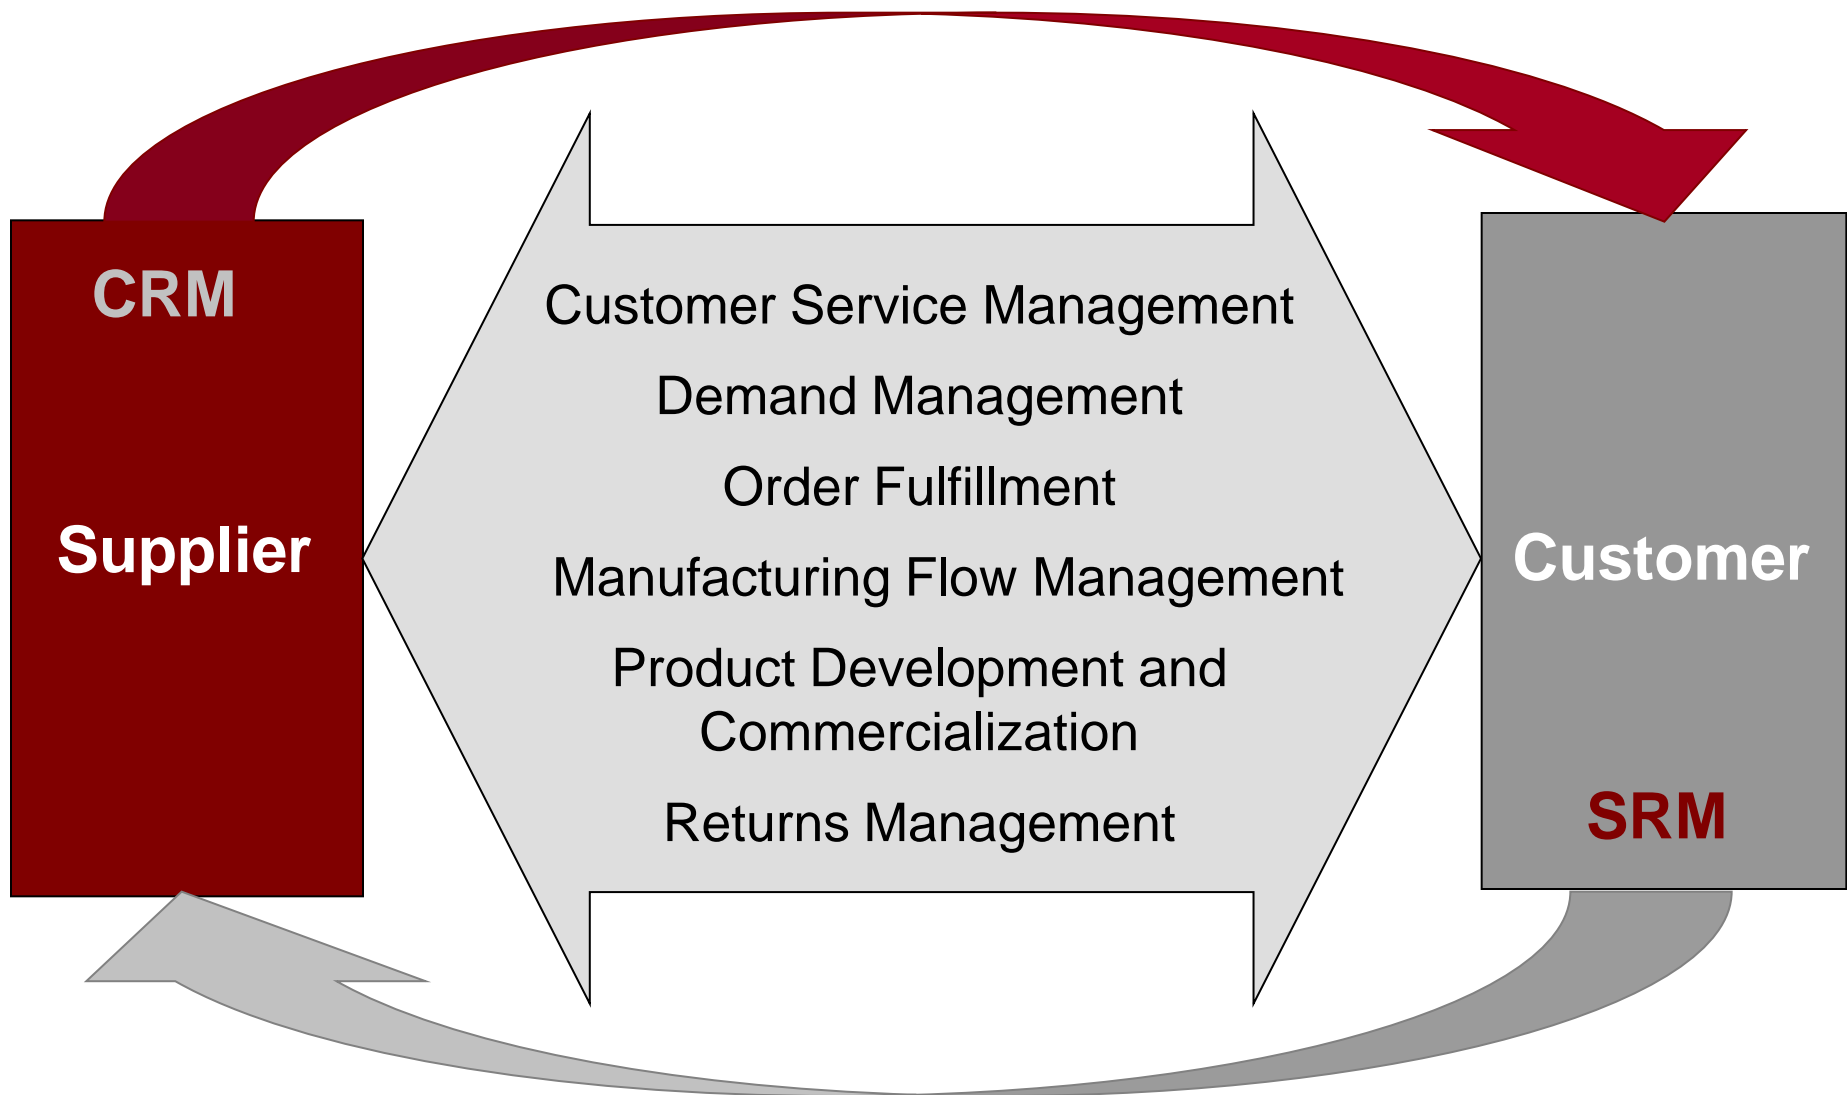 CRM
Supplier
Customer Service Management
Demand Management
Order Fulfillment
Manufacturing Flow Management
Product Development and
Commercialization
Returns Management
Customer
SRM